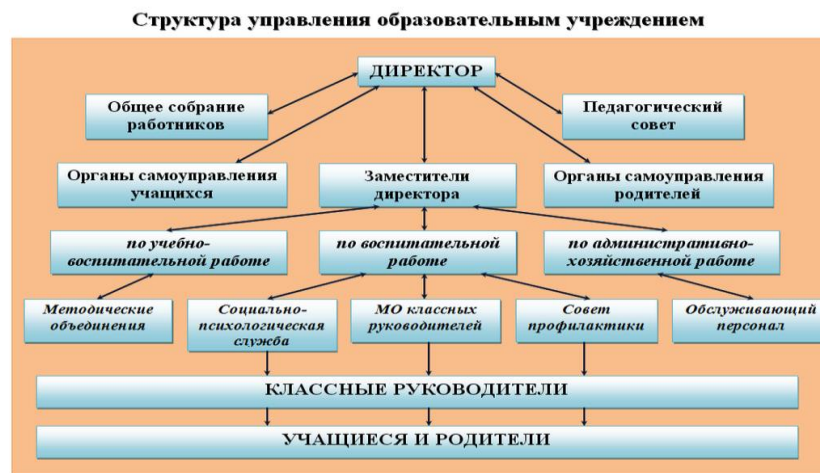 Структура управления образовательным учреждением
ДИРЕКТОР
Общее собрание
работников
Педагогический
совет
Органы самоуправления
учащихся
Заместители
директора
Органы самоуправления
родителей
по учебно-
воспитательной работе
по воспитательной
работе
по административно-
хозяйственной работе
Методические
объединения
Социально-
психологическая
служба
МО классных
руководителей
Совет
профилактики
Обслуживающий
персонал
КЛАССНЫЕ РУКОВОДИТЕЛИ
УЧАЩИЕСЯ И РОДИТЕЛИ